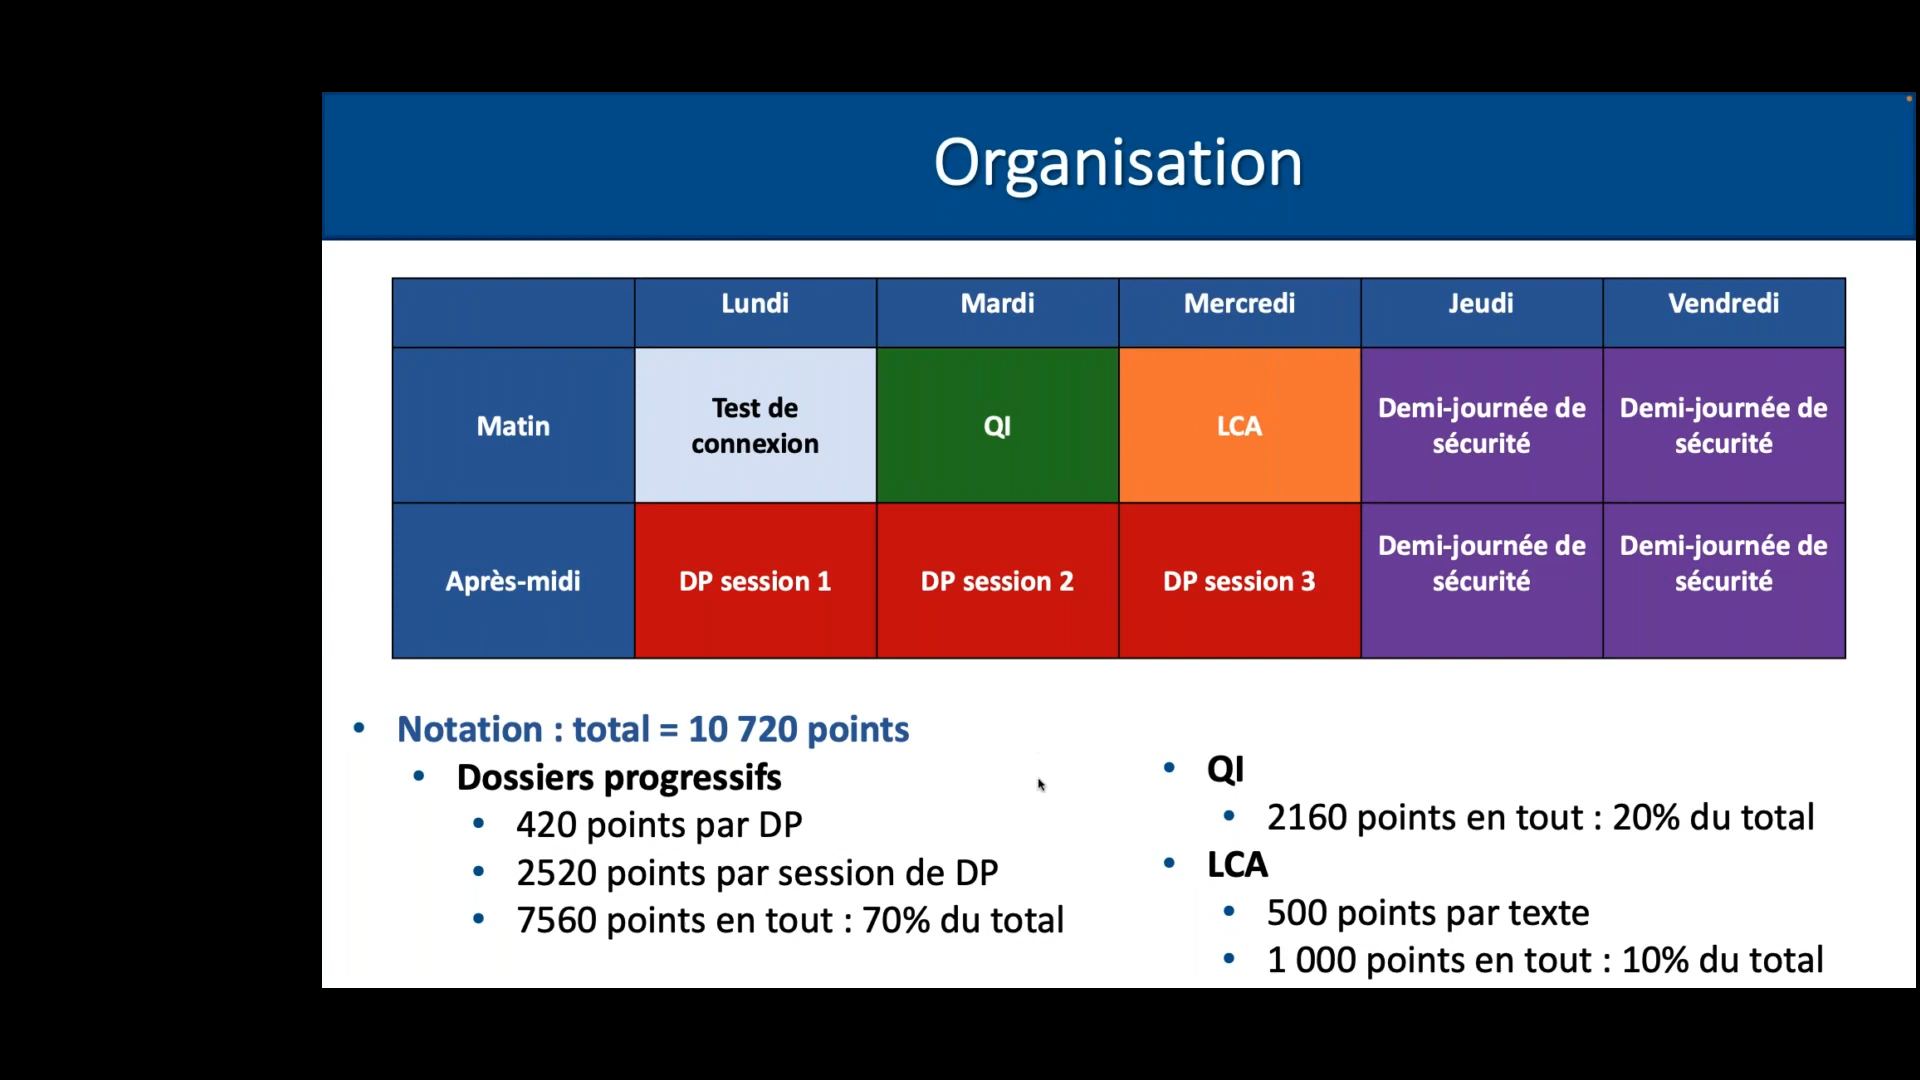 Organisation
Lundi Mardi Mercredi Jeudi Vendredi
Matin
Test de
connexion
QI
LCA
Demi-journée de
sécurité
Demi-journée de
sécurité
Après-midi
DP session 1
DP session 2
DP session 3
Demi-journée de
sécurité
Demi-journée de
sécurité
• Notation : total = 10 720 points
• Dossiers progressifs
• 420 points par DP
• 2520 points par session de DP
• 7560 points en tout : 70% du total
• QI
• 2160 points en tout : 20% du total
• LCA
• 500 points par texte
• 1 000 points en tout : 10% du total